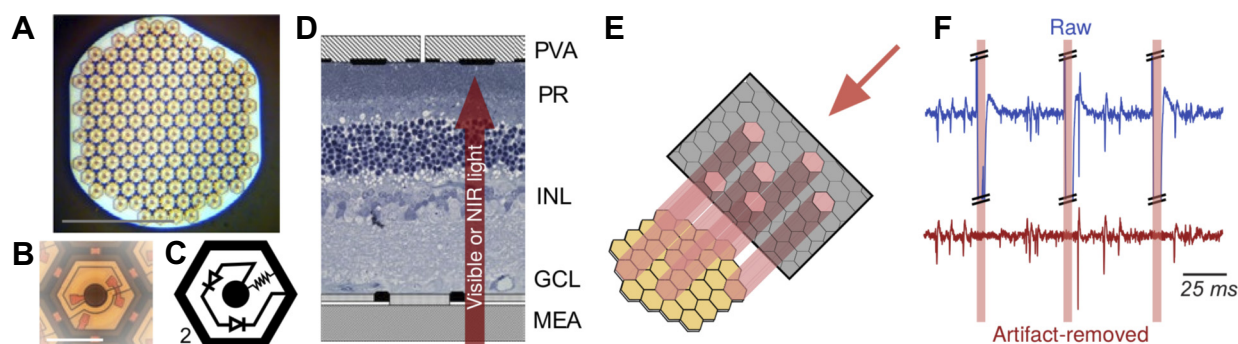 A
B
C
2
D
PVA
PR
INL
GCL
MEA
Visible or NIR light
E
F
Raw
25 ms
Artifact-removed